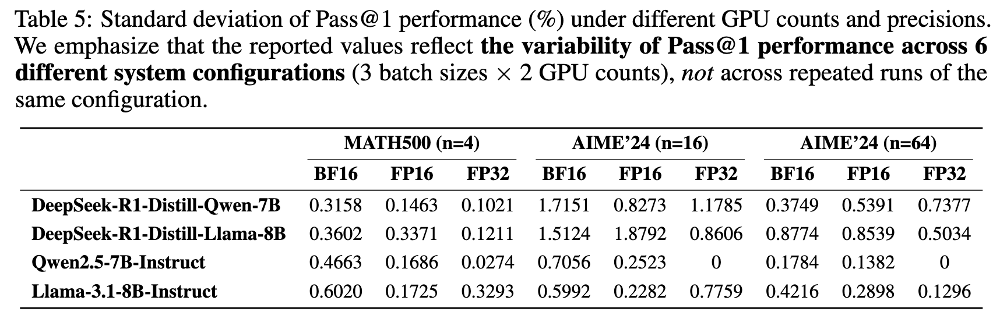 Table 5: Standard deviation of Pass@1 performance (%) under different GPU counts and precisions.
We emphasize that the reported values reflect the variability of Pass@1 performance across 6
different system configurations (3 batch sizes × 2 GPU counts), not across repeated runs of the
same configuration.
MATH500 (n=4) AIME’24 (n=16) AIME’24 (n=64)
BF16 FP16 FP32 BF16 FP16 FP32 BF16 FP16 FP32
DeepSeek-R1-Distill-Qwen-7B 0.3158 0.1463 0.1021 1.7151 0.8273 1.1785 0.3749 0.5391 0.7377
DeepSeek-R1-Distill-Llama-8B 0.3602 0.3371 0.1211 1.5124 1.8792 0.8606 0.8774 0.8539 0.5034
Qwen2.5-7B-Instruct 0.4663 0.1686 0.0274 0.7056 0.2523 0 0.1784 0.1382 0
Llama-3.1-8B-Instruct 0.6020 0.1725 0.3293 0.5992 0.2282 0.7759 0.4216 0.2898 0.1296